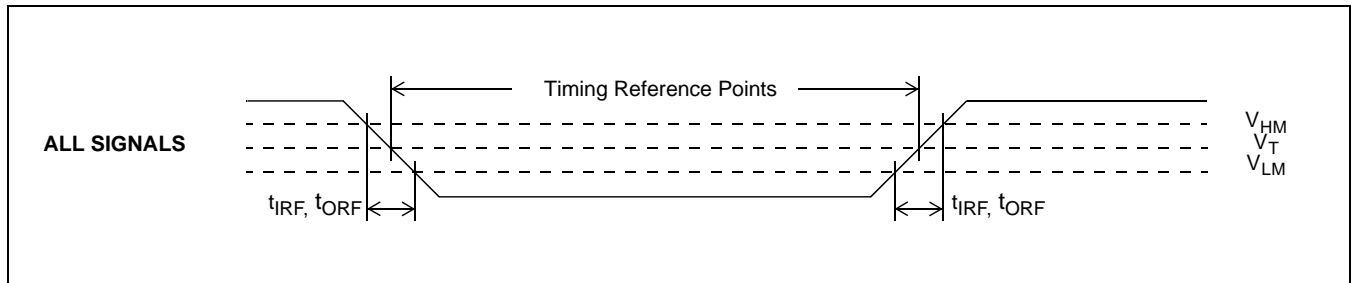 Timing Reference Points
ALL SIGNALS
V_HM
V_T
V_LM
t_IRF, t_ORF
t_IRF, t_ORF